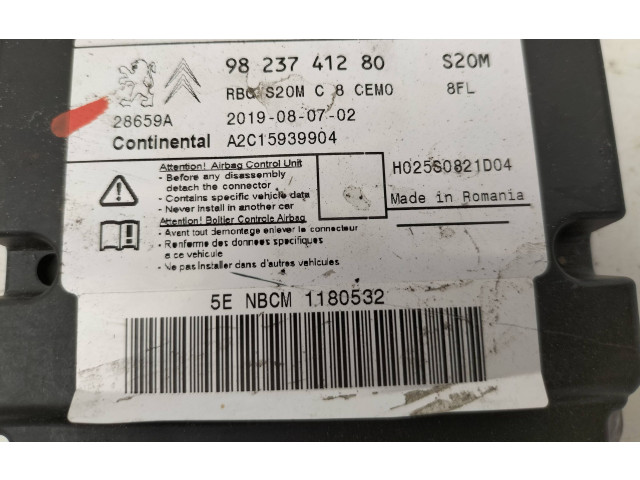 98 237 412 80 S20M
RBG S20M C 8 CEMO 8FL
28659A 2019-08-07-02
Continental A2C15939904
Attention! Airbag Control Unit
- Before any disassembly
detach the connector
- Contains specific vehicle data
- Never install in another car
Attention! Boîtier Controle Airbag
- Avant tout demontage enlever le connecteur
- Renferme des donnees specifiques
a ce vehicule
- Ne pas installer dans d'autres vehicules
H025S0821D04
Made in Romania
5E NBCM 1180532